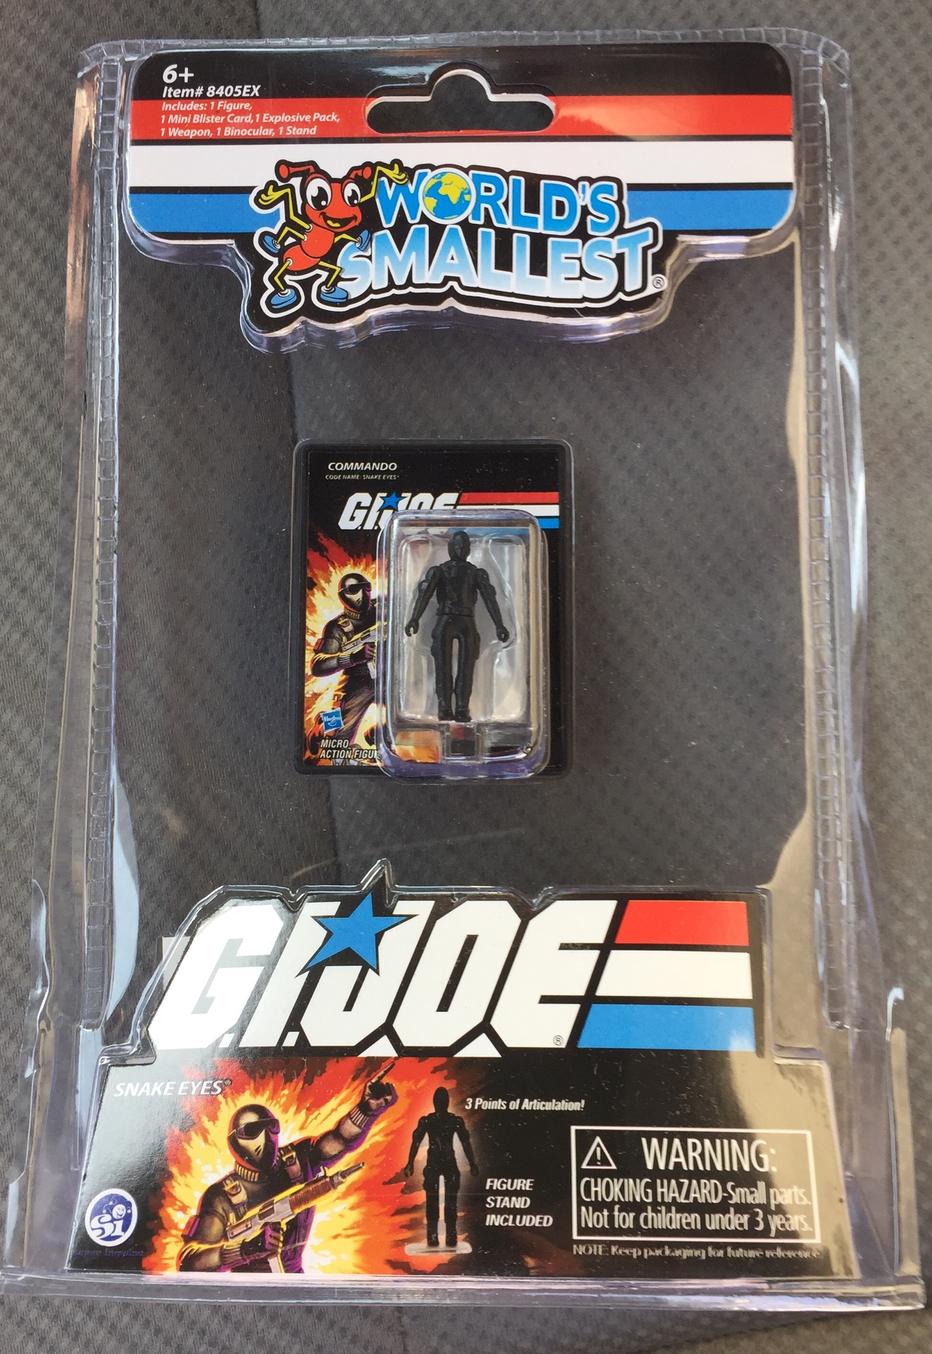 6+
Item# 8405EX
Includes: 1 Figure,
1 Mini Blister Card, 1 Explosive Pack,
1 Weapon, 1 Binocular, 1 Stand
WORLD'S
SMALLEST®
COMMANDO
CODE NAME: SNAKE EYES
GI JOE
Hasbro
MICRO
ACTION FIGU
G.I. JOE®
SNAKE EYES®
3 Points of Articulation!
FIGURE
STAND
INCLUDED
WARNING:
CHOKING HAZARD-Small parts.
Not for children under 3 years.
NOTE: Keep packaging for future reference.
Si